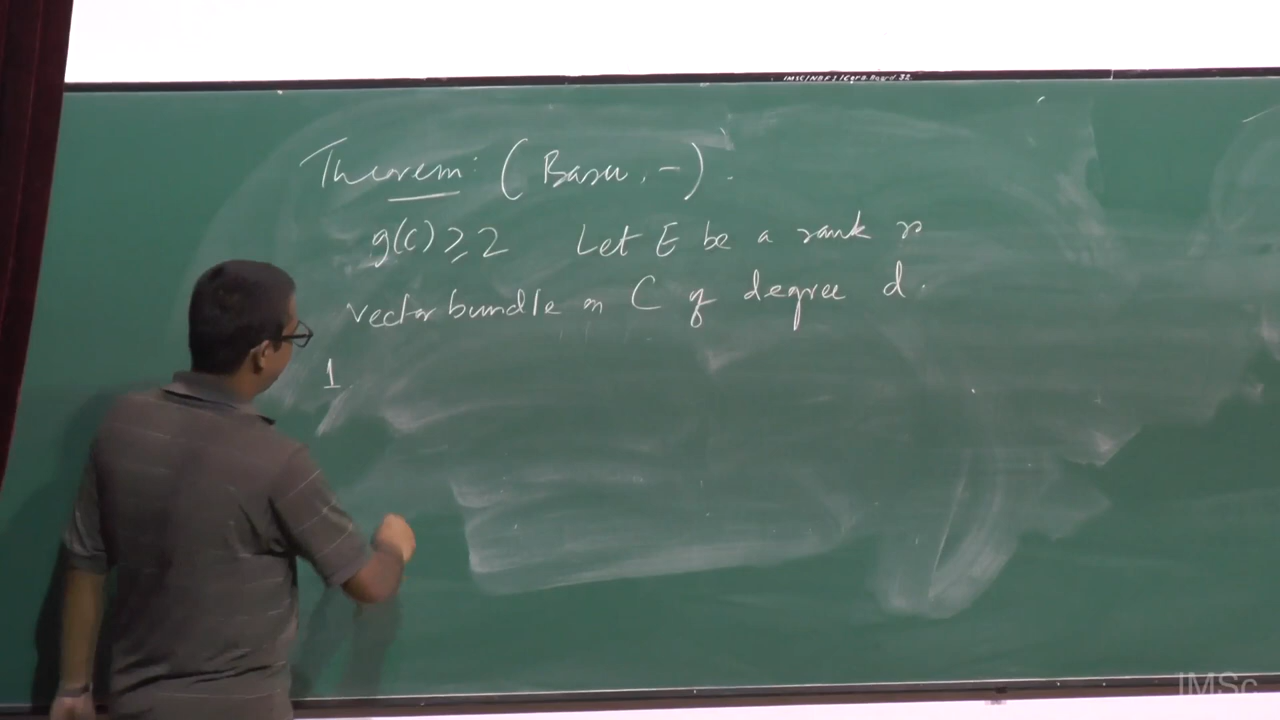 Theorem: (Basu, -).
g(C) ≥ 2 Let E be a rank r
vector bundle on C of degree d.
1
IMSc